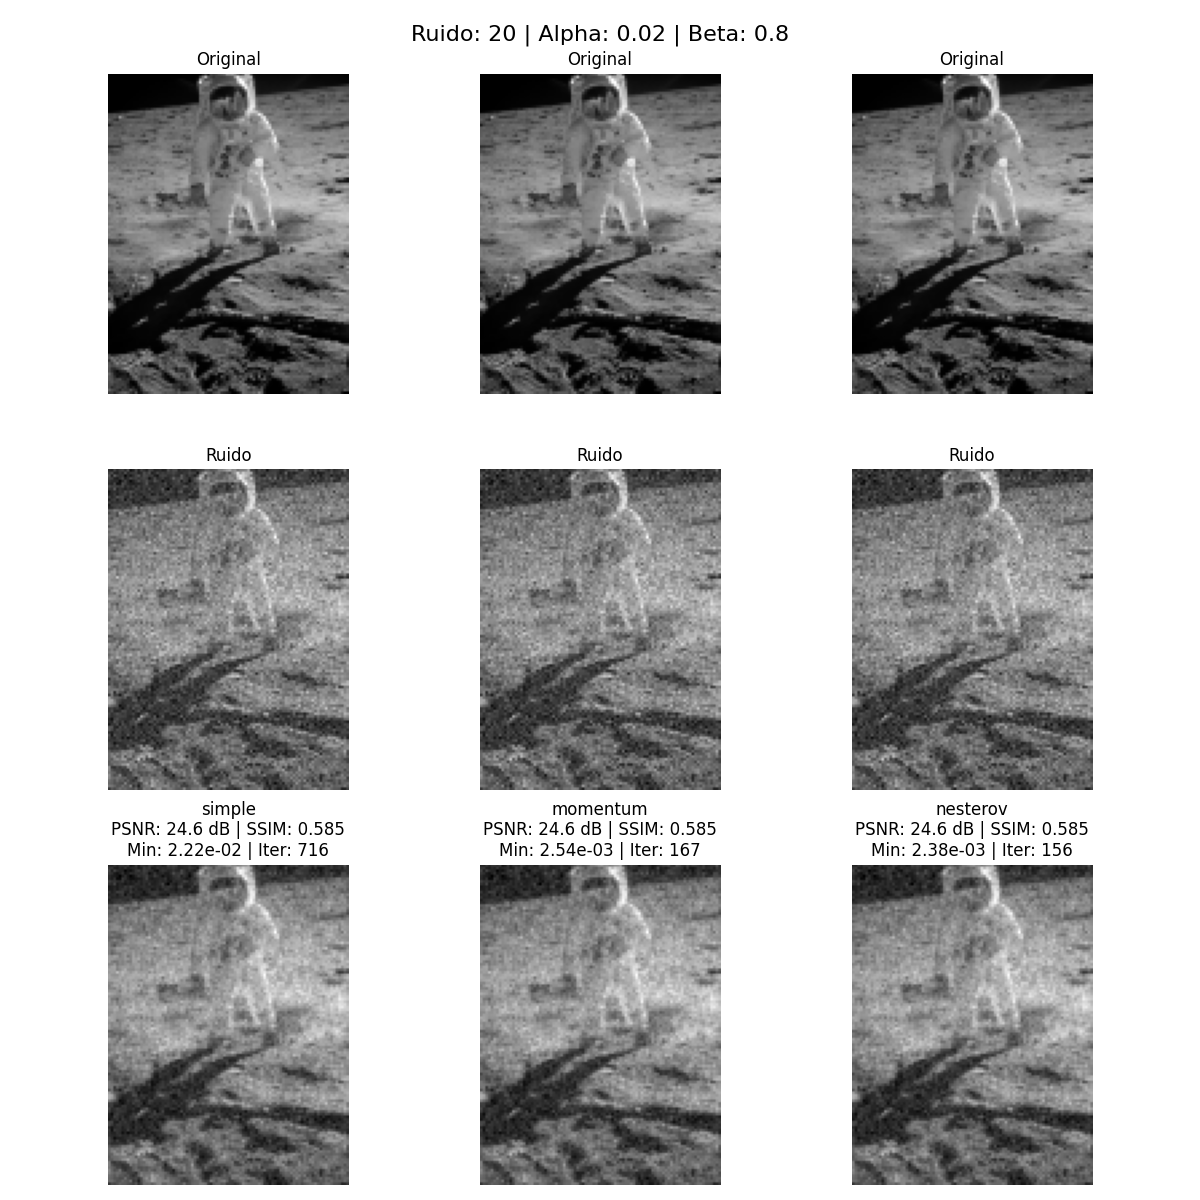 Ruido: 20 | Alpha: 0.02 | Beta: 0.8
Original
Original
Original
Ruido
Ruido
Ruido
simple
PSNR: 24.6 dB | SSIM: 0.585
Min: 2.22e-02 | Iter: 716
momentum
PSNR: 24.6 dB | SSIM: 0.585
Min: 2.54e-03 | Iter: 167
nesterov
PSNR: 24.6 dB | SSIM: 0.585
Min: 2.38e-03 | Iter: 156